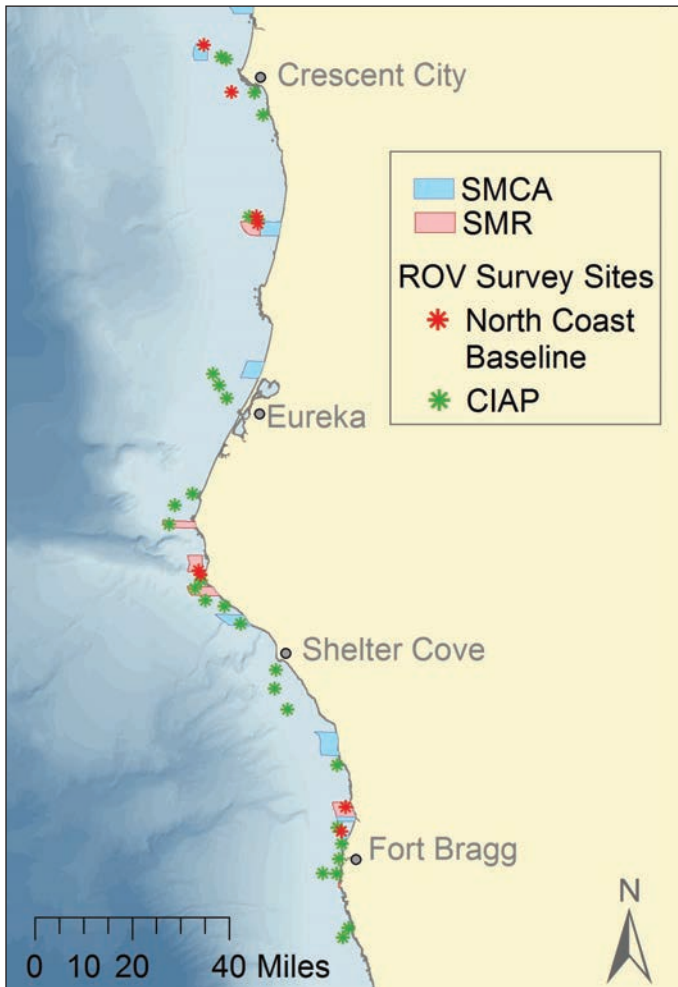 Crescent City
SMCA
SMR
ROV Survey Sites
North Coast
Baseline
CIAP
Eureka
Shelter Cove
Fort Bragg
N
0 10 20 40 Miles